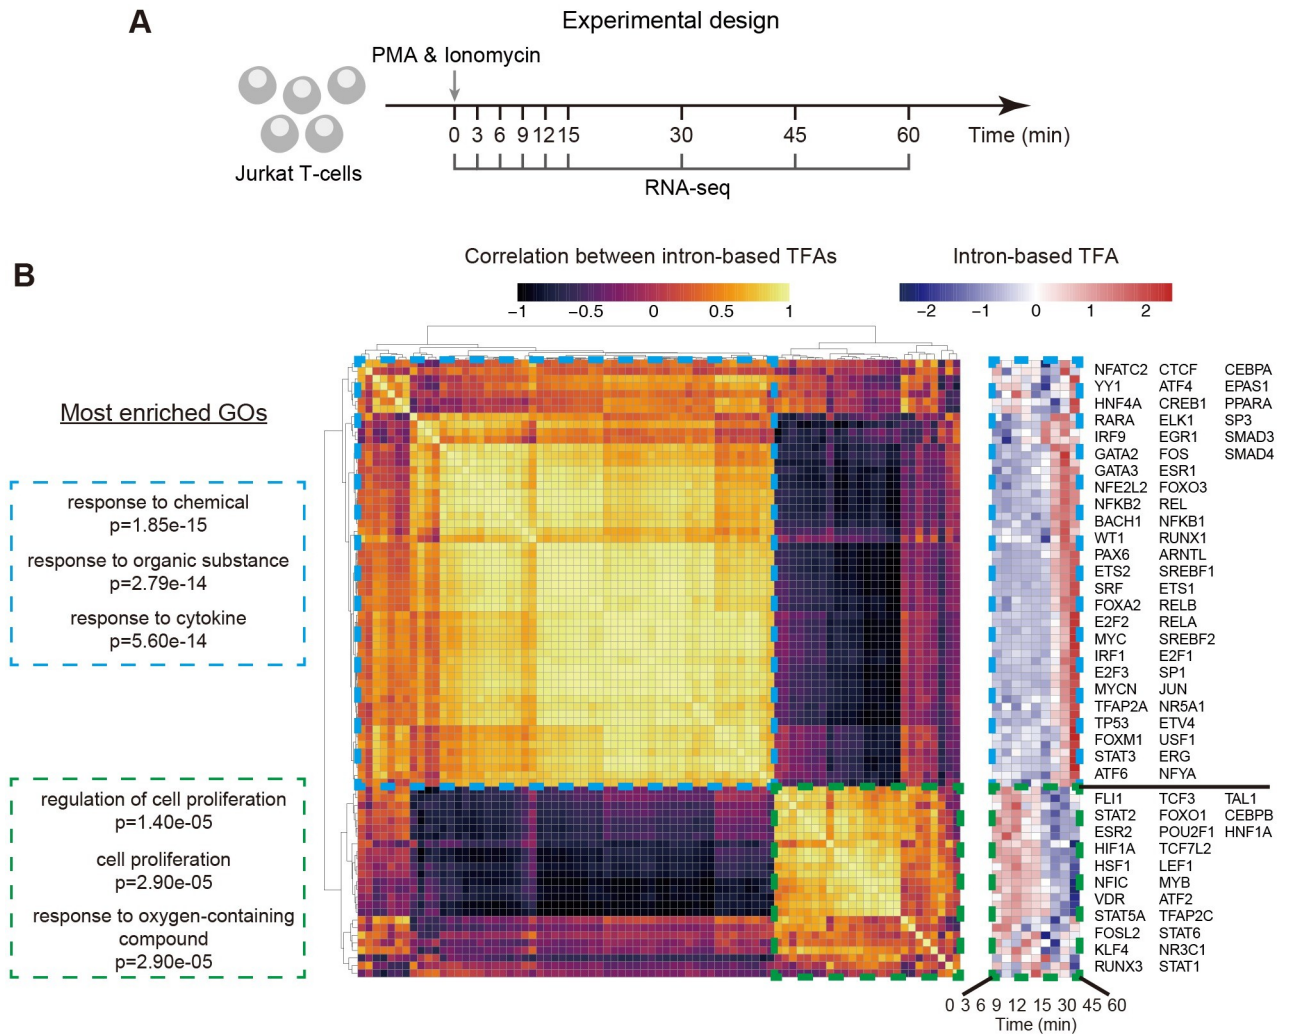 A
Experimental design
PMA & Ionomycin
0 3 6 9 12 15 30 45 60 Time (min)
Jurkat T-cells
RNA-seq
B
Correlation between intron-based TFAs
−1 −0.5 0 0.5 1
Intron-based TFA
−2 −1 0 1 2
Most enriched GOs
response to chemical
p=1.85e-15
response to organic substance
p=2.79e-14
response to cytokine
p=5.60e-14
regulation of cell proliferation
p=1.40e-05
cell proliferation
p=2.90e-05
response to oxygen-containing
compound
p=2.90e-05
NFATC2 CTCF CEBPA
YY1 ATF4 EPAS1
HNF4A CREB1 PPARA
RARA ELK1 SP3
IRF9 EGR1 SMAD3
GATA2 FOS SMAD4
GATA3 ESR1
NFE2L2 FOXO3
NFKB2 REL
BACH1 NFKB1
WT1 RUNX1
PAX6 ARNTL
ETS2 SREBF1
SRF ETS1
FOXA2 RELB
E2F2 RELA
MYC SREBF2
IRF1 E2F1
E2F3 SP1
MYCN JUN
TFAP2A NR5A1
TP53 ETV4
FOXM1 USF1
STAT3 ERG
ATF6 NFYA
FLI1 TCF3 TAL1
STAT2 FOXO1 CEBPB
ESR2 POU2F1 HNF1A
HIF1A TCF7L2
HSF1 LEF1
NFIC MYB
VDR ATF2
STAT5A TFAP2C
FOSL2 STAT6
KLF4 NR3C1
RUNX3 STAT1
0 3 6 9 12 15 30 45 60
Time (min)